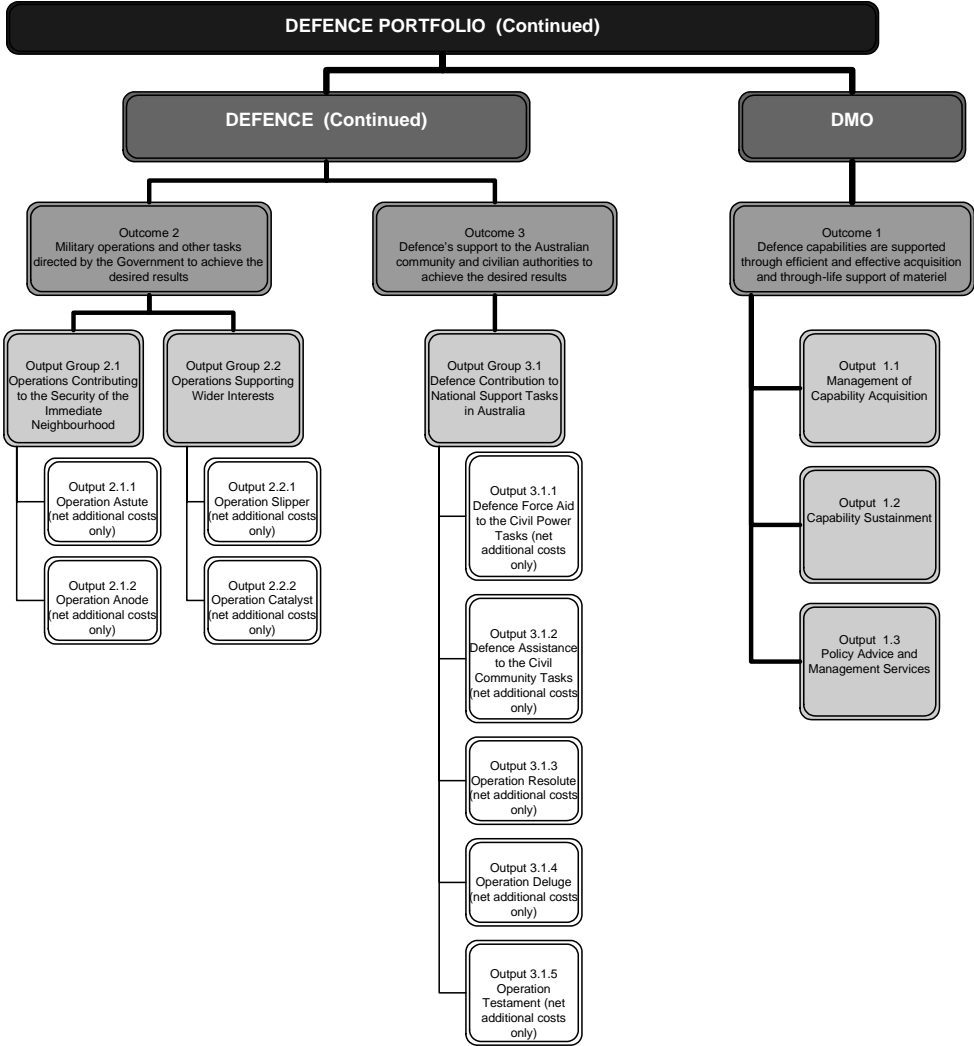 DEFENCE PORTFOLIO (Continued)
DEFENCE (Continued)
DMO
Outcome 2
Military operations and other tasks
directed by the Government to achieve the
desired results
Outcome 3
Defence's support to the Australian
community and civilian authorities to
achieve the desired results
Outcome 1
Defence capabilities are supported
through efficient and effective acquisition
and through-life support of materiel
Output Group 2.1
Operations Contributing
to the Security of the
Immediate
Neighbourhood
Output Group 2.2
Operations Supporting
Wider Interests
Output Group 3.1
Defence Contribution to
National Support Tasks
in Australia
Output 1.1
Management of
Capability Acquisition
Output 2.1.1
Operation Astute
(net additional costs
only)
Output 2.2.1
Operation Slipper
(net additional costs
only)
Output 3.1.1
Defence Force Aid
to the Civil Power
Tasks (net
additional costs
only)
Output 1.2
Capability Sustainment
Output 2.1.2
Operation Anode
(net additional costs
only)
Output 2.2.2
Operation Catalyst
(net additional costs
only)
Output 3.1.2
Defence Assistance
to the Civil
Community Tasks
(net additional costs
only)
Output 1.3
Policy Advice and
Management Services
Output 3.1.3
Operation Resolute
(net additional costs
only)
Output 3.1.4
Operation Deluge
(net additional costs
only)
Output 3.1.5
Operation
Testament (net
additional costs
only)